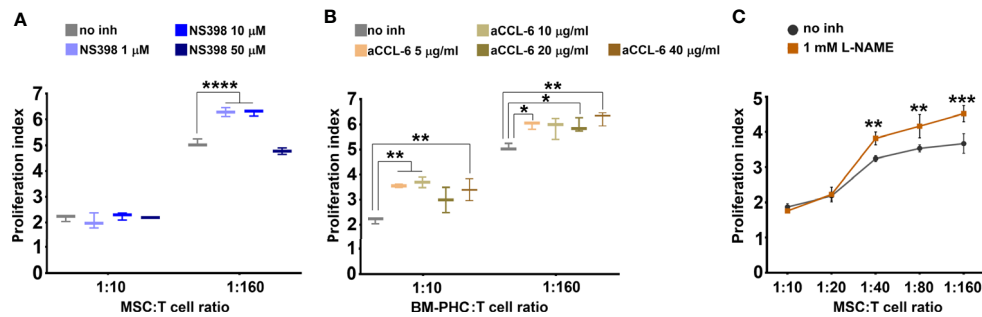 A
no inh
NS398 10 μM
NS398 1 μM
NS398 50 μM
Proliferation index
7
6
5
4
3
2
1
0
****
1:10
1:160
MSC:T cell ratio
B
no inh
aCCL-6 10 μg/ml
aCCL-6 5 μg/ml
aCCL-6 20 μg/ml
aCCL-6 40 μg/ml
Proliferation index
7
6
5
4
3
2
1
0
**
**
**
*
*
1:10
1:160
BM-PHC:T cell ratio
C
no inh
1 mM L-NAME
Proliferation index
5
4
3
2
1
0
**
**
***
1:10
1:20
1:40
1:80
1:160
MSC:T cell ratio